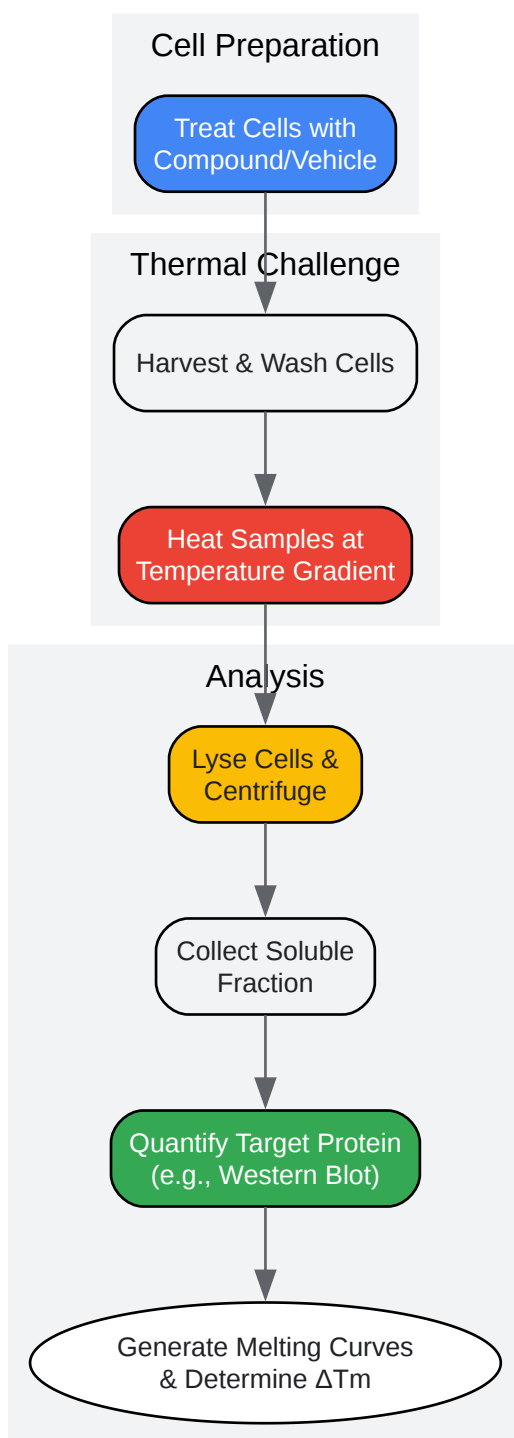 Cell Preparation
Treat Cells with
Compound/Vehicle
Thermal Challenge
Harvest & Wash Cells
Heat Samples at
Temperature Gradient
Analysis
Lyse Cells &
Centrifuge
Collect Soluble
Fraction
Quantify Target Protein
(e.g., Western Blot)
Generate Melting Curves
& Determine ΔTm